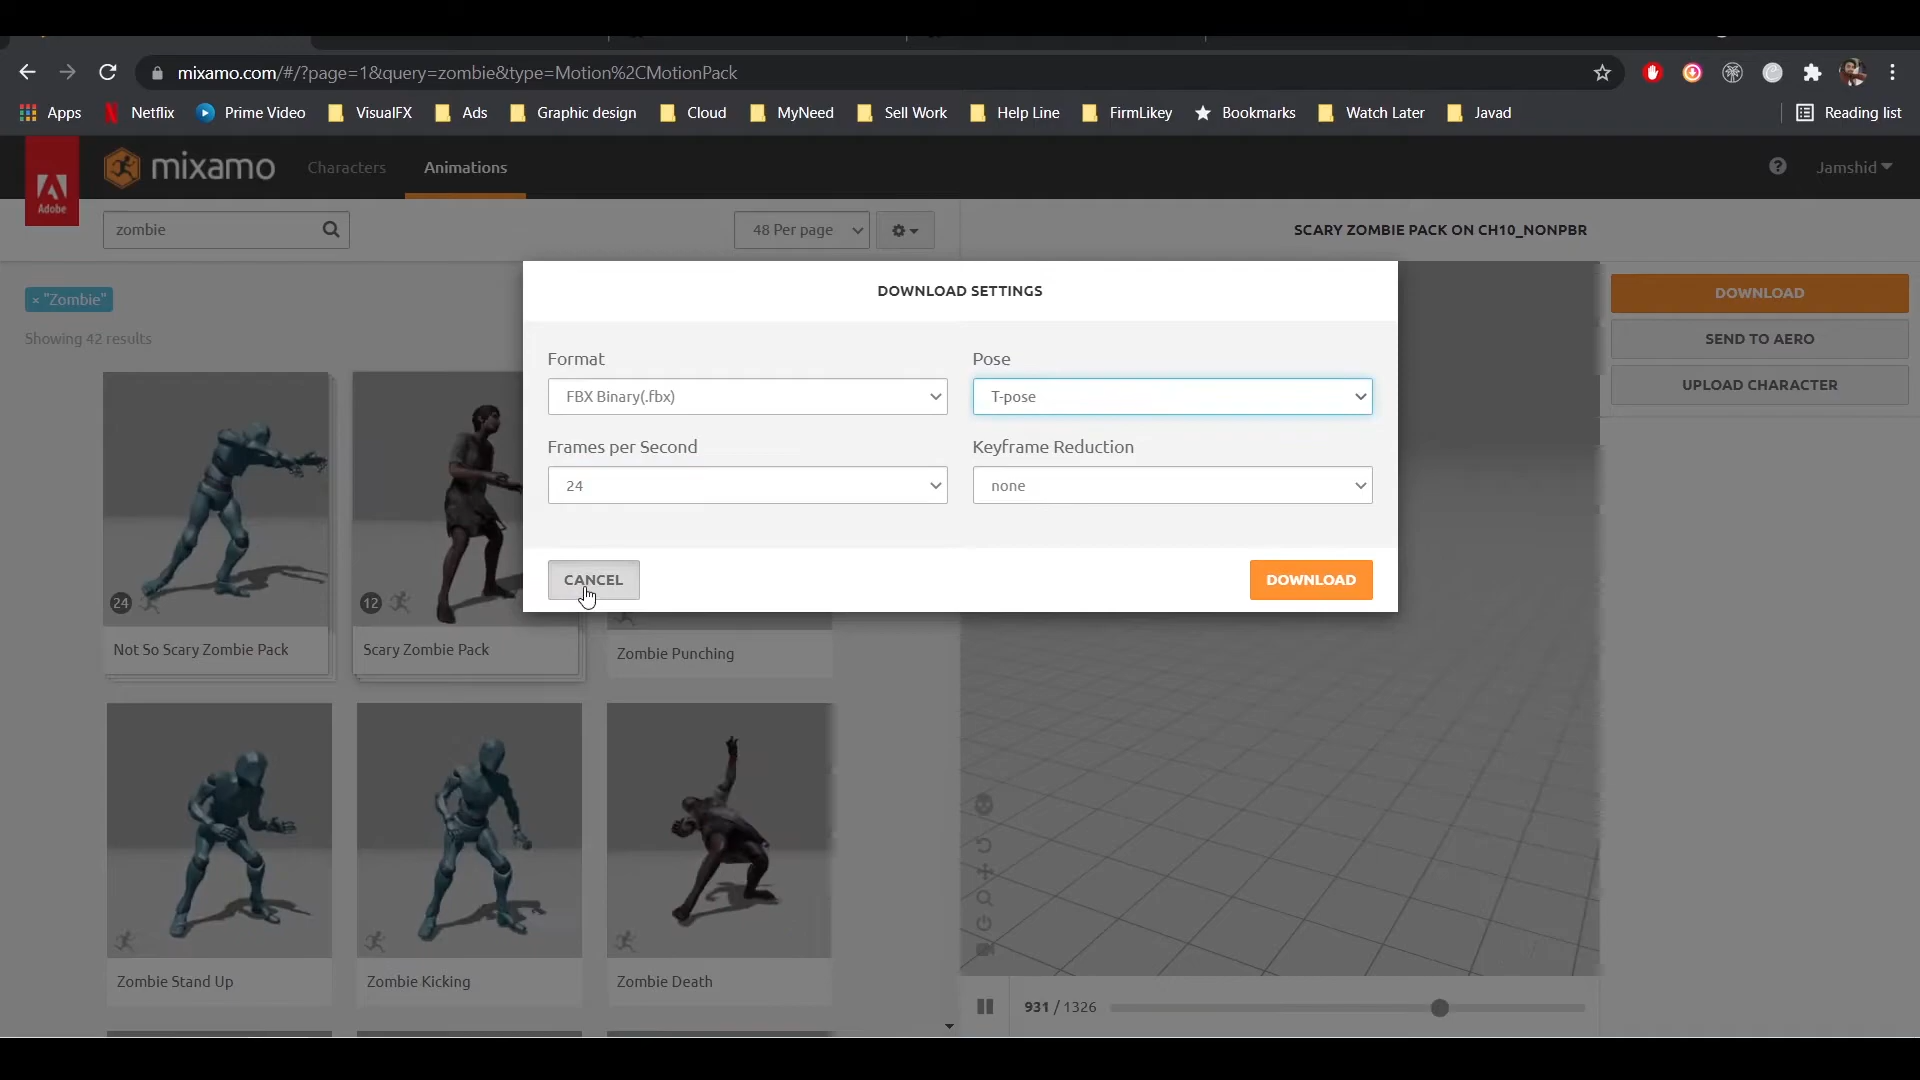 mixamo.com/#/?page=1&query=zombie&type=Motion%2CMotionPack
Apps Netflix Prime Video VisualFX Ads Graphic design Cloud MyNeed Sell Work Help Line FirmLikey Bookmarks Watch Later Javad Reading list
Adobe mixamo Characters Animations ? Jamshid
zombie 48 Per page SCARY ZOMBIE PACK ON CH10_NONPBR
× "Zombie"
Showing 42 results
DOWNLOAD SETTINGS
Format Pose
FBX Binary(.fbx) T-pose
Frames per Second Keyframe Reduction
24 none
CANCEL DOWNLOAD
DOWNLOAD
SEND TO AERO
UPLOAD CHARACTER
24 12
Not So Scary Zombie Pack Scary Zombie Pack Zombie Punching
Zombie Stand Up Zombie Kicking Zombie Death
931 / 1326